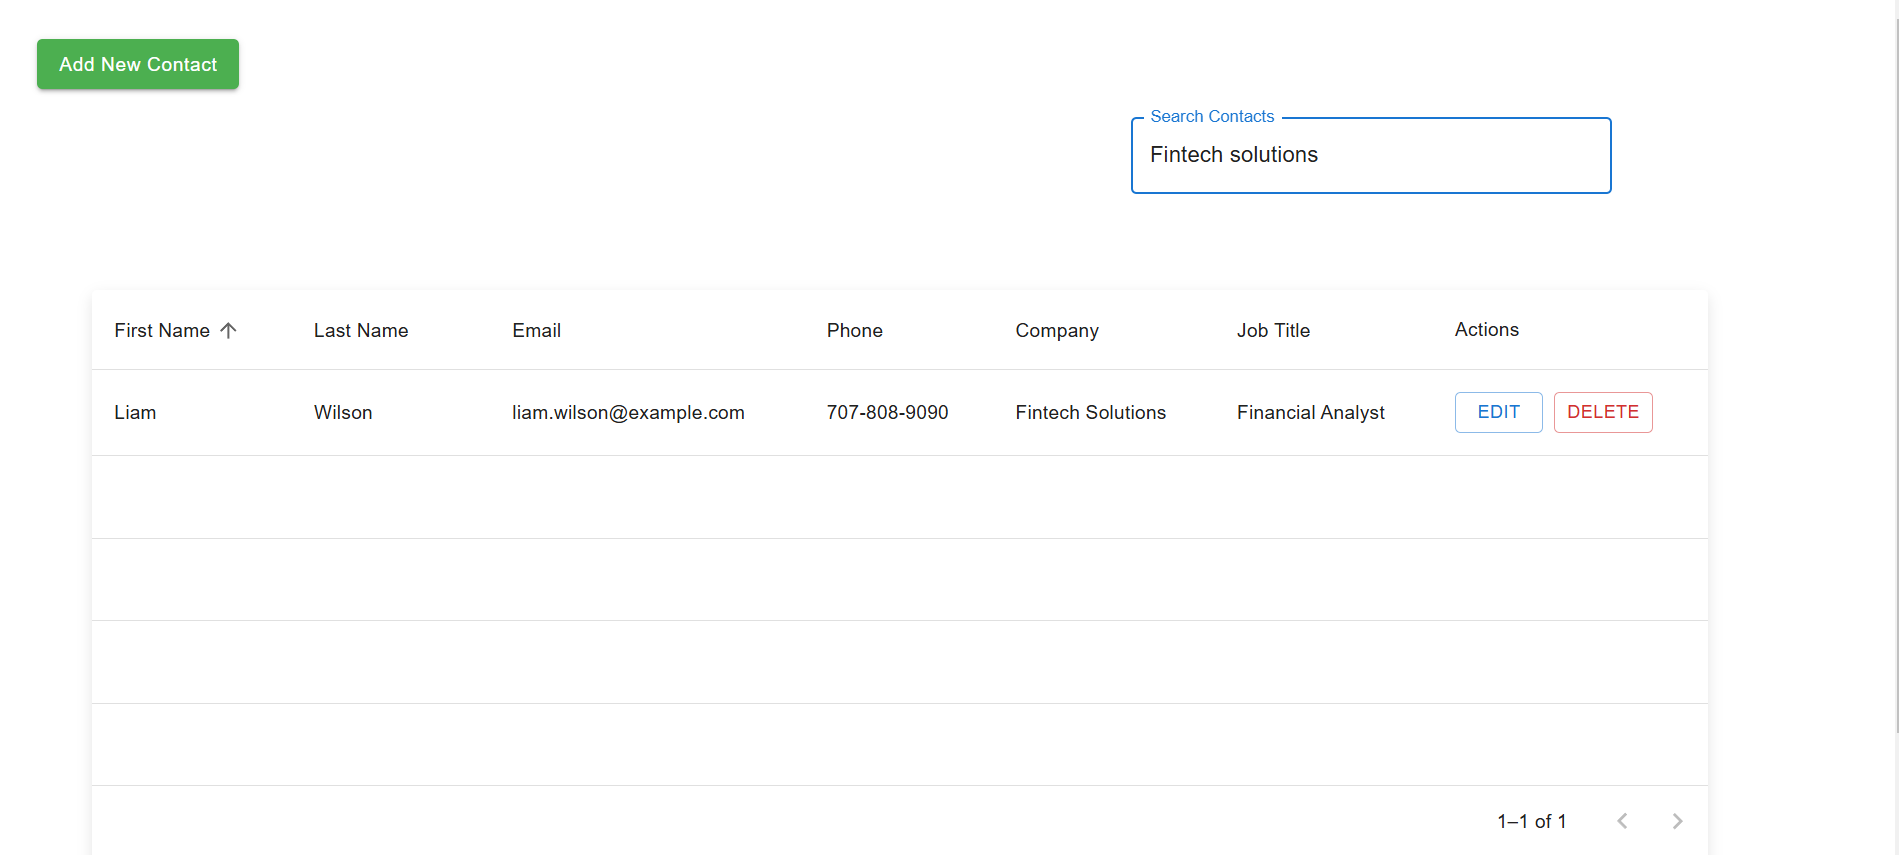 Add New Contact
Search Contacts
Fintech solutions
First Name Last Name Email Phone Company Job Title Actions
Liam Wilson liam.wilson@example.com 707-808-9090 Fintech Solutions Financial Analyst EDIT DELETE
1–1 of 1